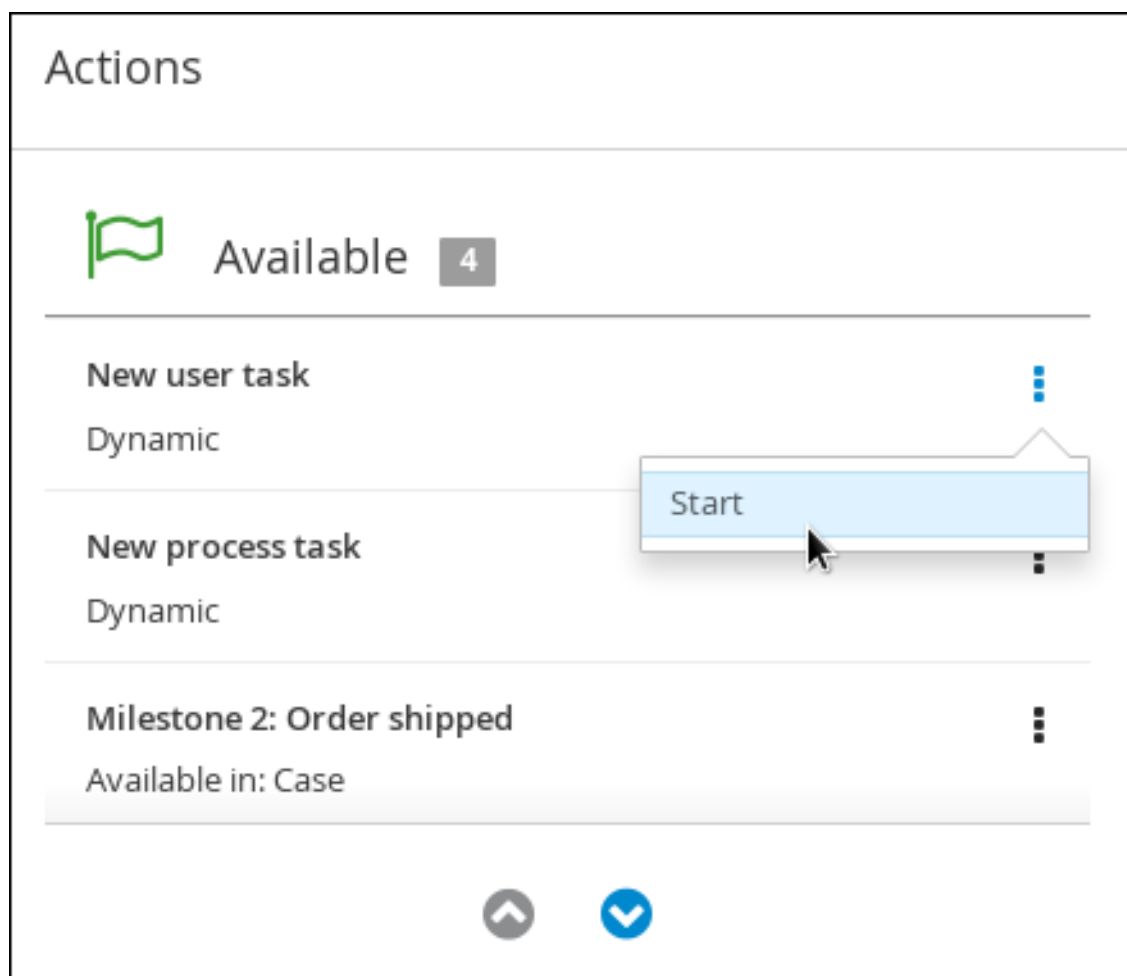 Actions
Available 4
New user task
Dynamic
Start
New process task
Dynamic
Milestone 2: Order shipped
Available in: Case